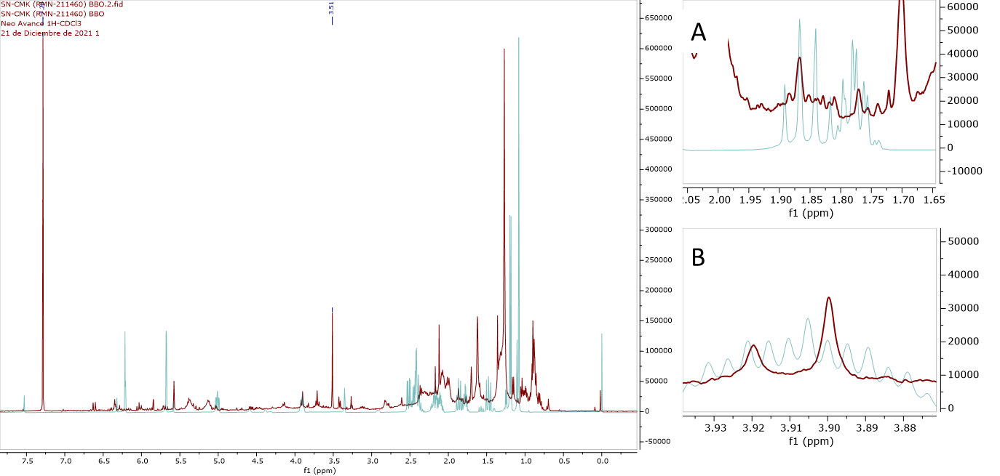 SN-CMK (RMN-211460) BBO.2.fid
SN-CMK (RMN-211460) BBO
Neo Avance 1H-CDCl3
21 de Diciembre de 2021 1
3.51
650000
600000
550000
500000
450000
400000
350000
300000
250000
200000
150000
100000
50000
0
-50000
7.5 7.0 6.5 6.0 5.5 5.0 4.5 4.0 3.5 3.0 2.5 2.0 1.5 1.0 0.5 0.0
f1 (ppm)
A
60000
50000
40000
30000
20000
10000
0
-10000
.05 2.00 1.95 1.90 1.85 1.80 1.75 1.70 1.65
f1 (ppm)
B
50000
40000
30000
20000
10000
0
3.93 3.92 3.91 3.90 3.89 3.88
f1 (ppm)